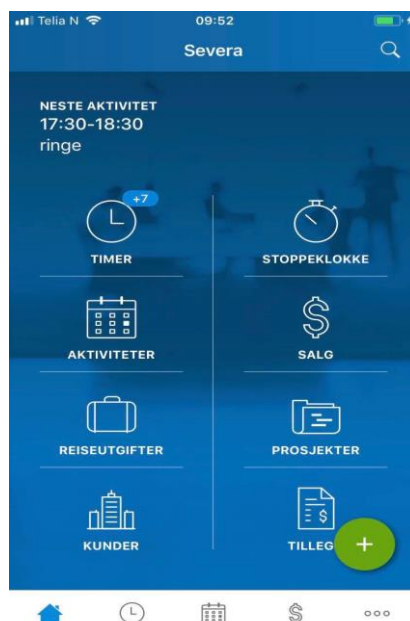 Telia N
09:52
Severa
NESTE AKTIVITET
17:30-18:30
ringe
+7
TIMER
STOPPEKLOKKE
AKTIVITETER
SALG
REISEUTGIFTER
PROSJEKTER
KUNDER
TILLEG